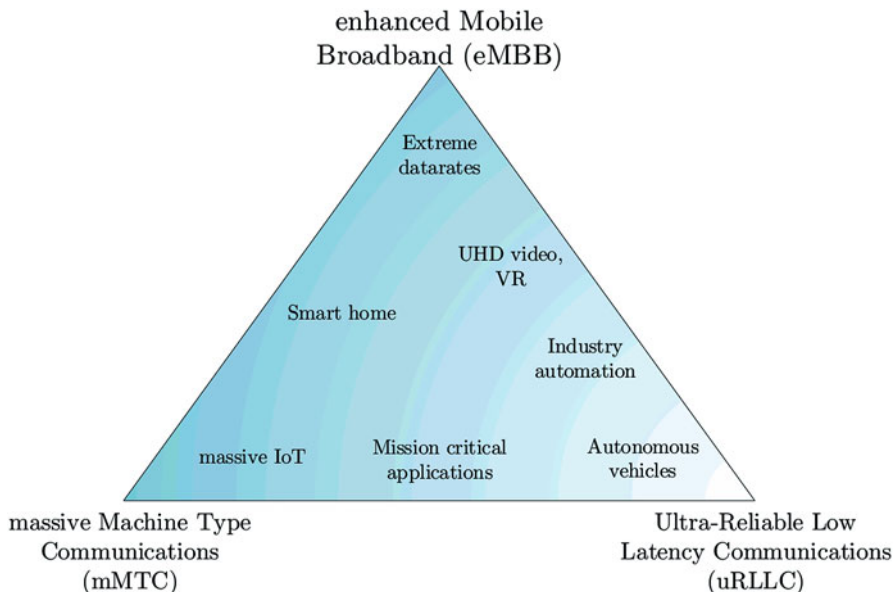 enhanced Mobile
Broadband (eMBB)
Extreme
datarates
UHD video,
VR
Smart home
Industry
automation
massive IoT
Mission critical
applications
Autonomous
vehicles
massive Machine Type
Communications
(mMTC)
Ultra-Reliable Low
Latency Communications
(uRLLC)